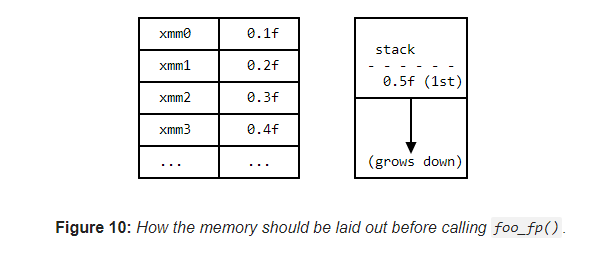 xmm0 0.1f
xmm1 0.2f
xmm2 0.3f
xmm3 0.4f
... ...
stack
- - - - - -
0.5f (1st)
(grows down)
Figure 10: How the memory should be laid out before calling foo_fp().